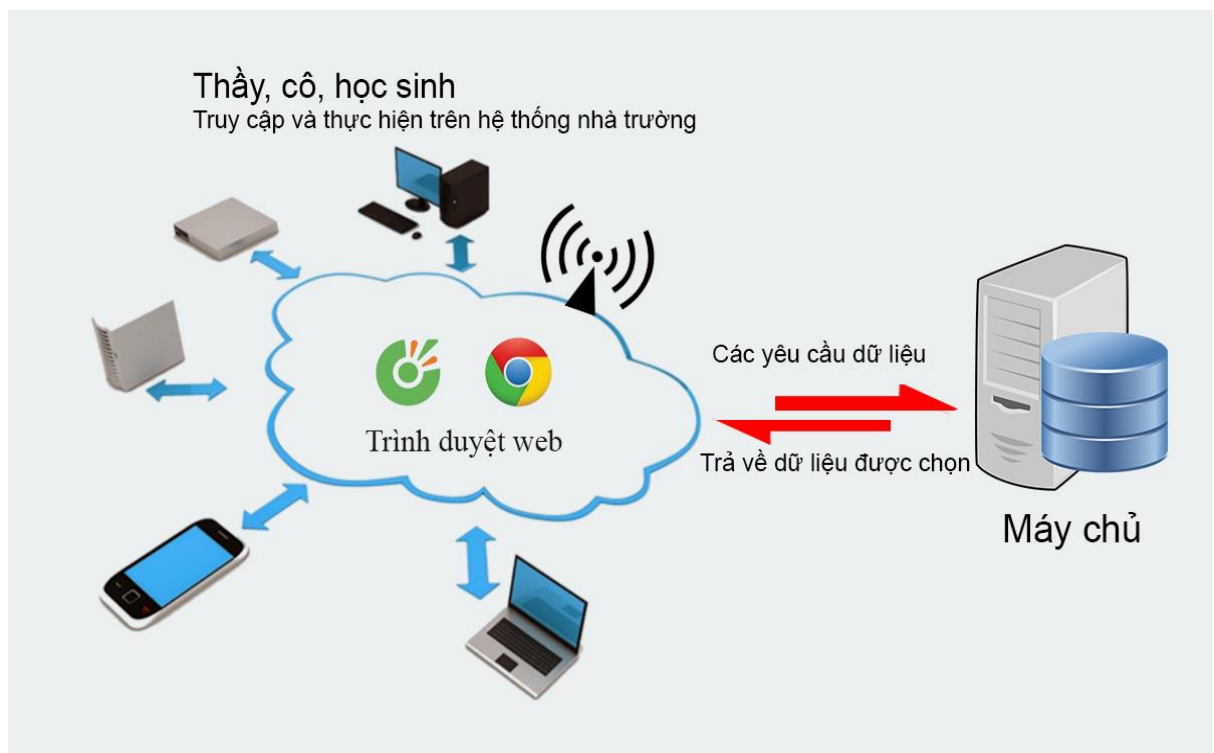 Thầy, cô, học sinh
Truy cập và thực hiện trên hệ thống nhà trường
Các yêu cầu dữ liệu
Trình duyệt web
Trả về dữ liệu được chọn
Máy chủ